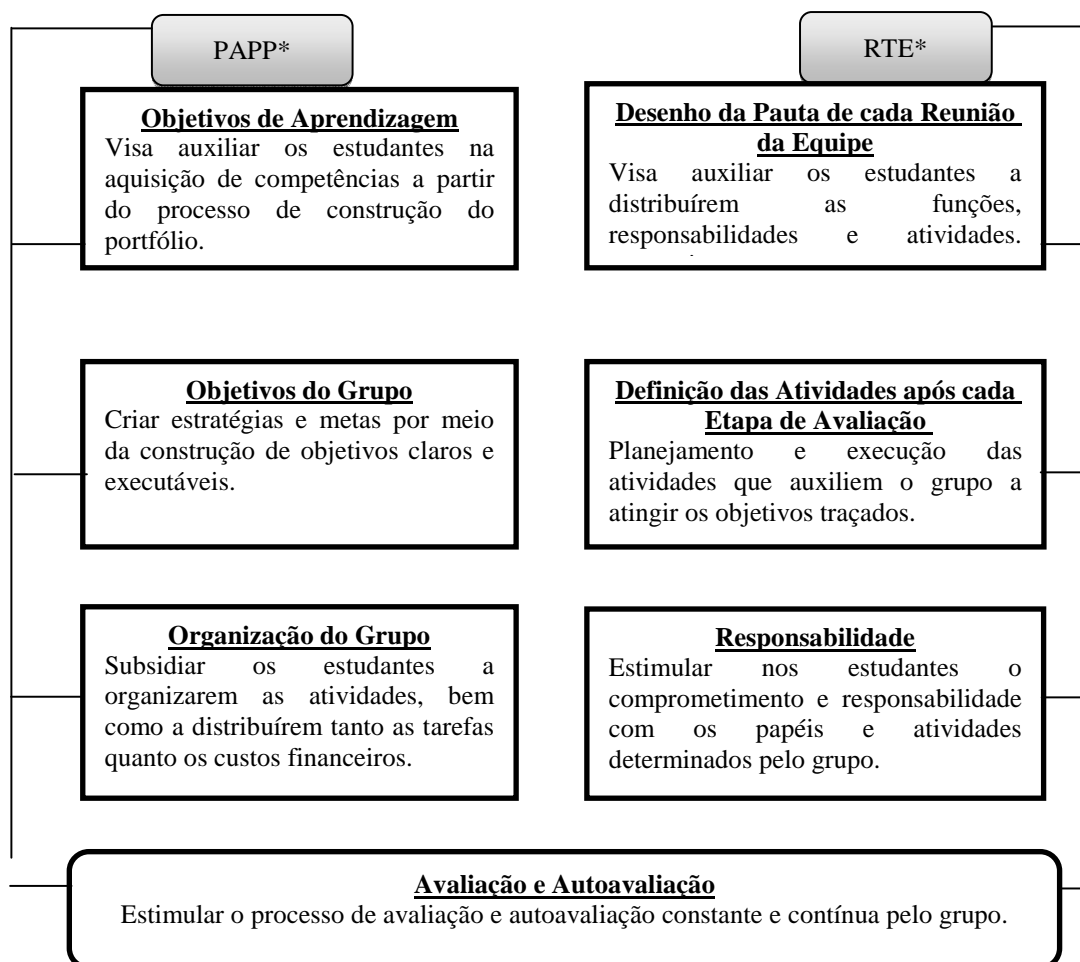 PAPP*
Objetivos de Aprendizagem
Visa auxiliar os estudantes na
aquisição de competências a partir
do processo de construção do
portfólio.
Objetivos do Grupo
Criar estratégias e metas por meio
da construção de objetivos claros e
executáveis.
Organização do Grupo
Subsidiar os estudantes a
organizarem as atividades, bem
como a distribuírem tanto as tarefas
quanto os custos financeiros.
RTE*
Desenho da Pauta de cada Reunião
da Equipe
Visa auxiliar os estudantes a
distribuírem as funções,
responsabilidades e atividades.
Definição das Atividades após cada
Etapa de Avaliação
Planejamento e execução das
atividades que auxiliem o grupo a
atingir os objetivos traçados.
Responsabilidade
Estimular nos estudantes o
comprometimento e responsabilidade
com os papéis e atividades
determinados pelo grupo.
Avaliação e Autoavaliação
Estimular o processo de avaliação e autoavaliação constante e contínua pelo grupo.